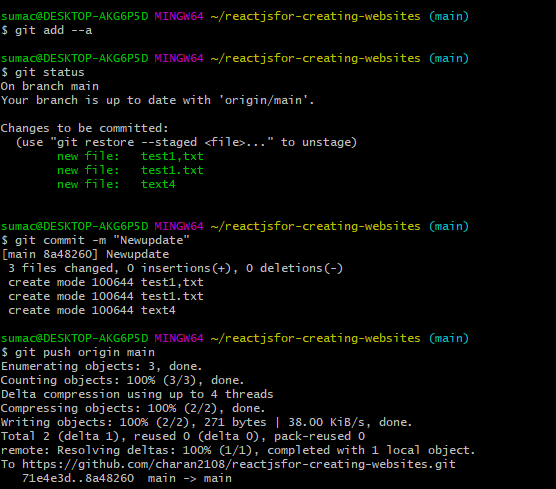 sumac@DESKTOP-AKG6P5D MINGW64 ~/reactjsfor-creating-websites (main)
$ git add --a
sumac@DESKTOP-AKG6P5D MINGW64 ~/reactjsfor-creating-websites (main)
$ git status
On branch main
Your branch is up to date with 'origin/main'.
Changes to be committed:
  (use "git restore --staged <file>..." to unstage)
        new file:   test1,txt
        new file:   test1.txt
        new file:   text4
sumac@DESKTOP-AKG6P5D MINGW64 ~/reactjsfor-creating-websites (main)
$ git commit -m "Newupdate"
[main 8a48260] Newupdate
 3 files changed, 0 insertions(+), 0 deletions(-)
 create mode 100644 test1,txt
 create mode 100644 test1.txt
 create mode 100644 text4
sumac@DESKTOP-AKG6P5D MINGW64 ~/reactjsfor-creating-websites (main)
$ git push origin main
Enumerating objects: 3, done.
Counting objects: 100% (3/3), done.
Delta compression using up to 4 threads
Compressing objects: 100% (2/2), done.
Writing objects: 100% (2/2), 271 bytes | 38.00 KiB/s, done.
Total 2 (delta 1), reused 0 (delta 0), pack-reused 0
remote: Resolving deltas: 100% (1/1), completed with 1 local object.
To https://github.com/charan2108/reactjsfor-creating-websites.git
   71e4e3d..8a48260  main -> main